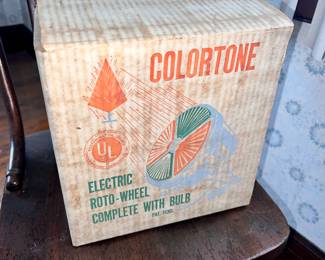 COLORTONE
UL
ELECTRIC
ROTO-WHEEL
COMPLETE WITH BULB
PAT. PEND.